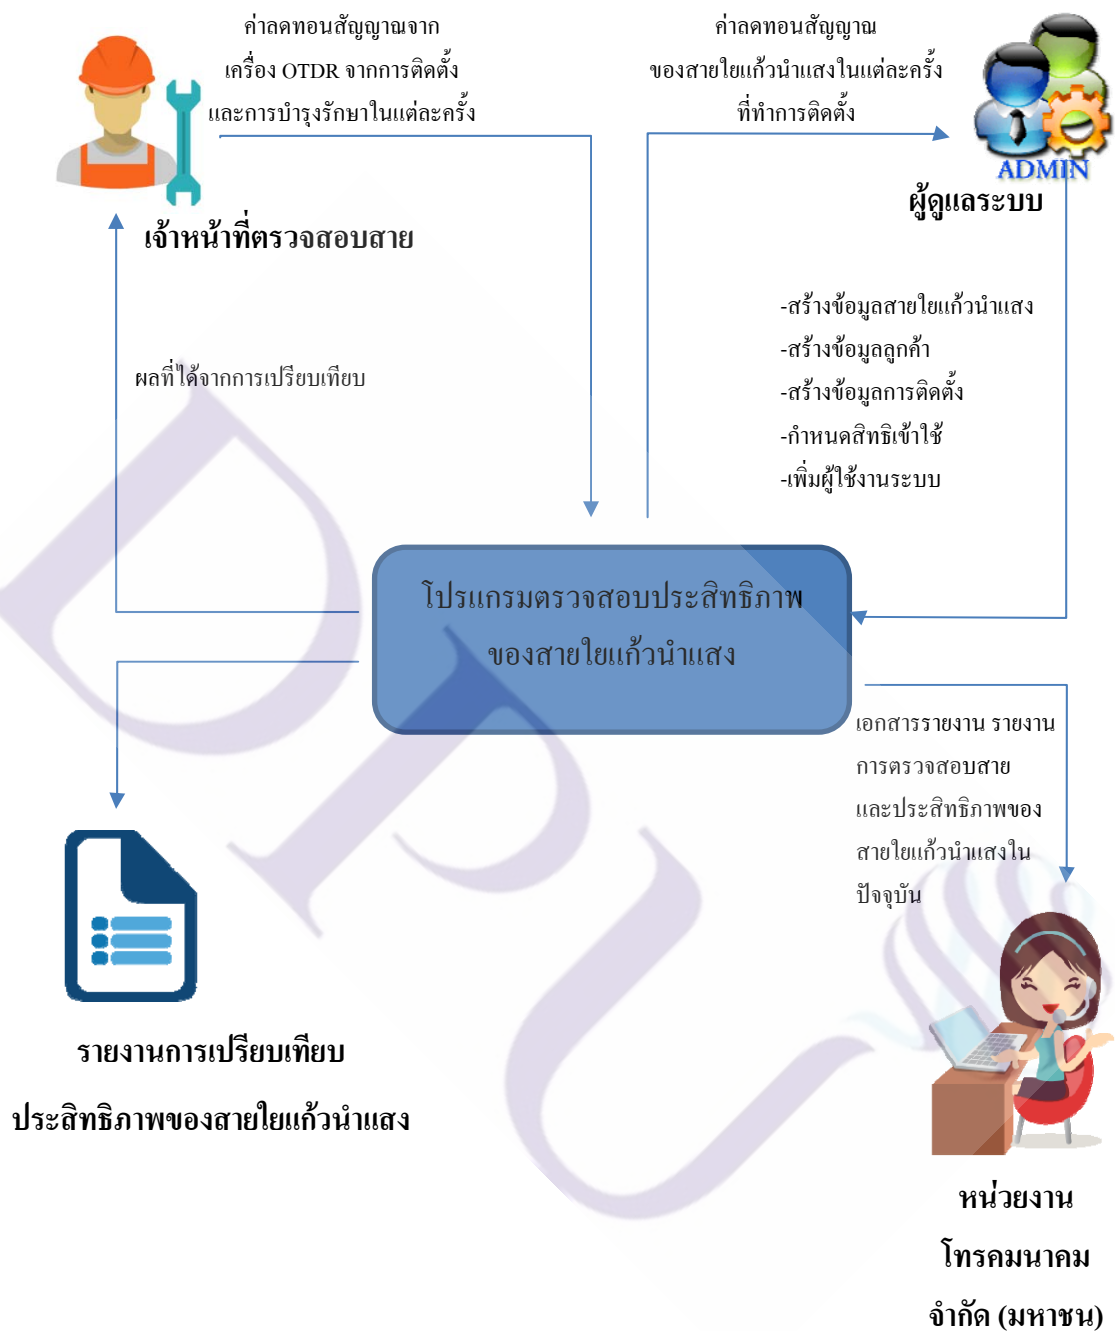 ค่าลดทอนสัญญาณจาก
เครื่อง OTDR จากการติดตั้ง
และการบำรุงรักษาในแต่ละครั้ง
ค่าลดทอนสัญญาณ
ของสายใยแก้วนำแสงในแต่ละครั้ง
ที่ทำการติดตั้ง
ADMIN
ผู้ดูแลระบบ
เจ้าหน้าที่ตรวจสอบสาย
-สร้างข้อมูลสายใยแก้วนำแสง
-สร้างข้อมูลลูกค้า
-สร้างข้อมูลการติดตั้ง
-กำหนดสิทธิเข้าใช้
-เพิ่มผู้ใช้งานระบบ
ผลที่ได้จากการเปรียบเทียบ
โปรแกรมตรวจสอบประสิทธิภาพ
ของสายใยแก้วนำแสง
เอกสารรายงาน รายงาน
การตรวจสอบสาย
และประสิทธิภาพของ
สายใยแก้วนำแสงใน
ปัจจุบัน
รายงานการเปรียบเทียบ
ประสิทธิภาพของสายใยแก้วนำแสง
หน่วยงาน
โทรคมนาคม
จำกัด (มหาชน)
DPU